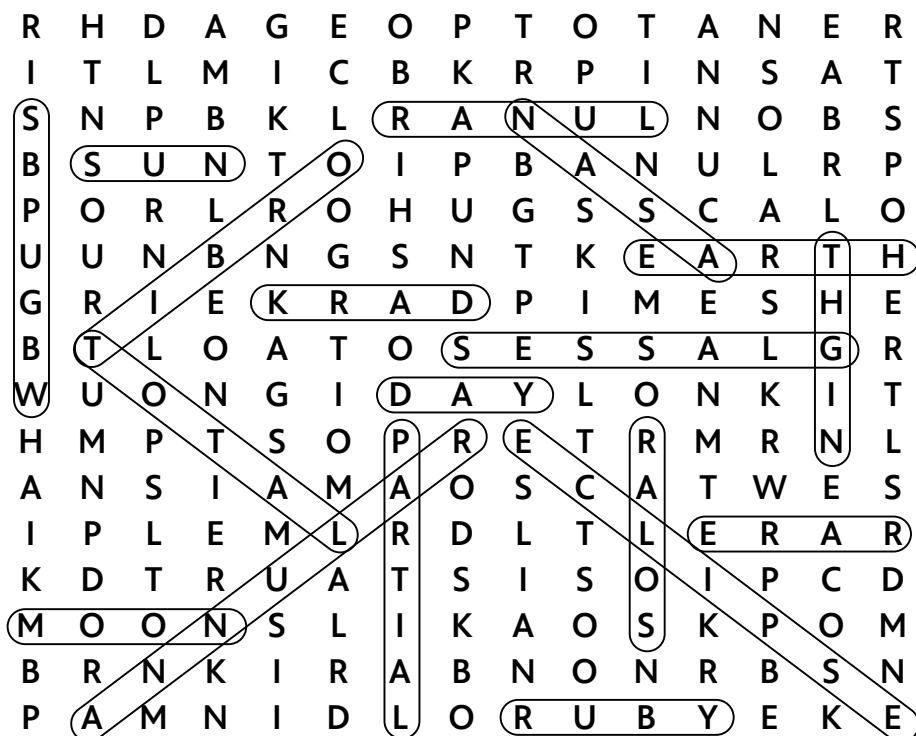 R H D A G E O P T O T A N E R
I T L M I C B K R P I N S A T
S N P B K L R A N U L N O B S
B S U N T O I P B A N U L R P
P O R L R O H U G S S C A L O
U U N B N G S N T K E A R T H
G R I E K R A D P I M E S H E
B T L O A T O S E S S A L G R
W U O N G I D A Y L O N K I T
H M P T S O P R E T R M R N L
A N S I A M A O S C A T W E S
I P L E M L R D L T L E R A R
K D T R U A T S I S O I P C D
M O O N S L I K A O S K P O M
B R N K I R A B N O N R B S N
P A M N I D L O R U B Y E K E